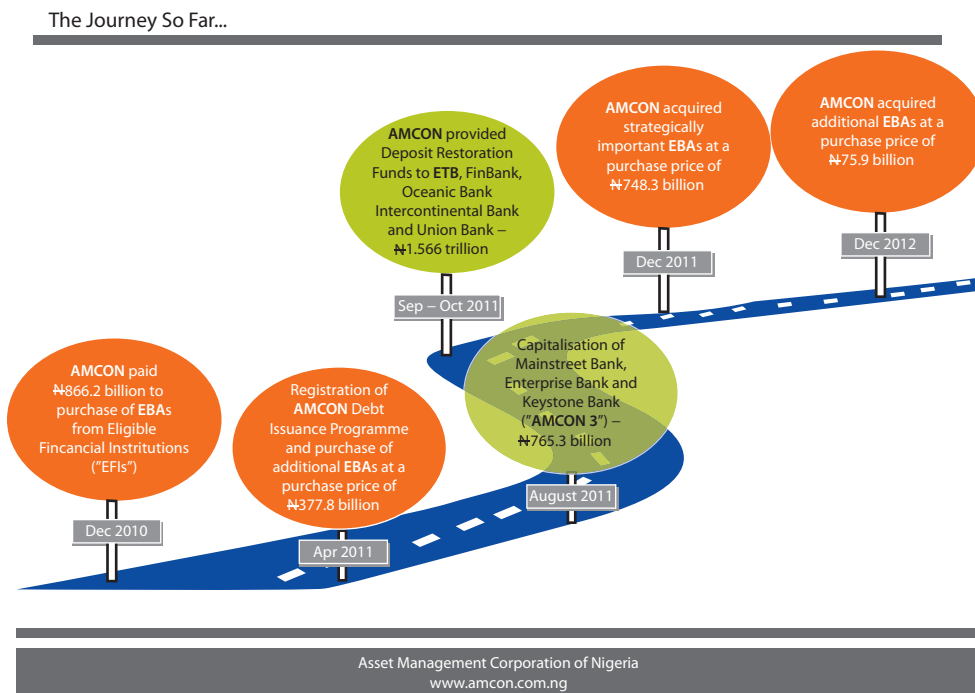 The Journey So Far...
AMCON paid
₦866.2 billion to
purchase of EBAs
from Eligible
Fincancial Institutions
("EFIs")
Dec 2010
Registration of
AMCON Debt
Issuance Programme
and purchase of
additional EBAs at a
purchase price of
₦377.8 billion
Apr 2011
Capitalisation of
Mainstreet Bank,
Enterprise Bank and
Keystone Bank
("AMCON 3") –
₦765.3 billion
August 2011
AMCON provided
Deposit Restoration
Funds to ETB, FinBank,
Oceanic Bank
Intercontinental Bank
and Union Bank –
₦1.566 trillion
Sep – Oct 2011
AMCON acquired
strategically
important EBAs at a
purchase price of
₦748.3 billion
Dec 2011
AMCON acquired
additional EBAs at a
purchase price of
₦75.9 billion
Dec 2012
Asset Management Corporation of Nigeria
www.amcon.com.ng